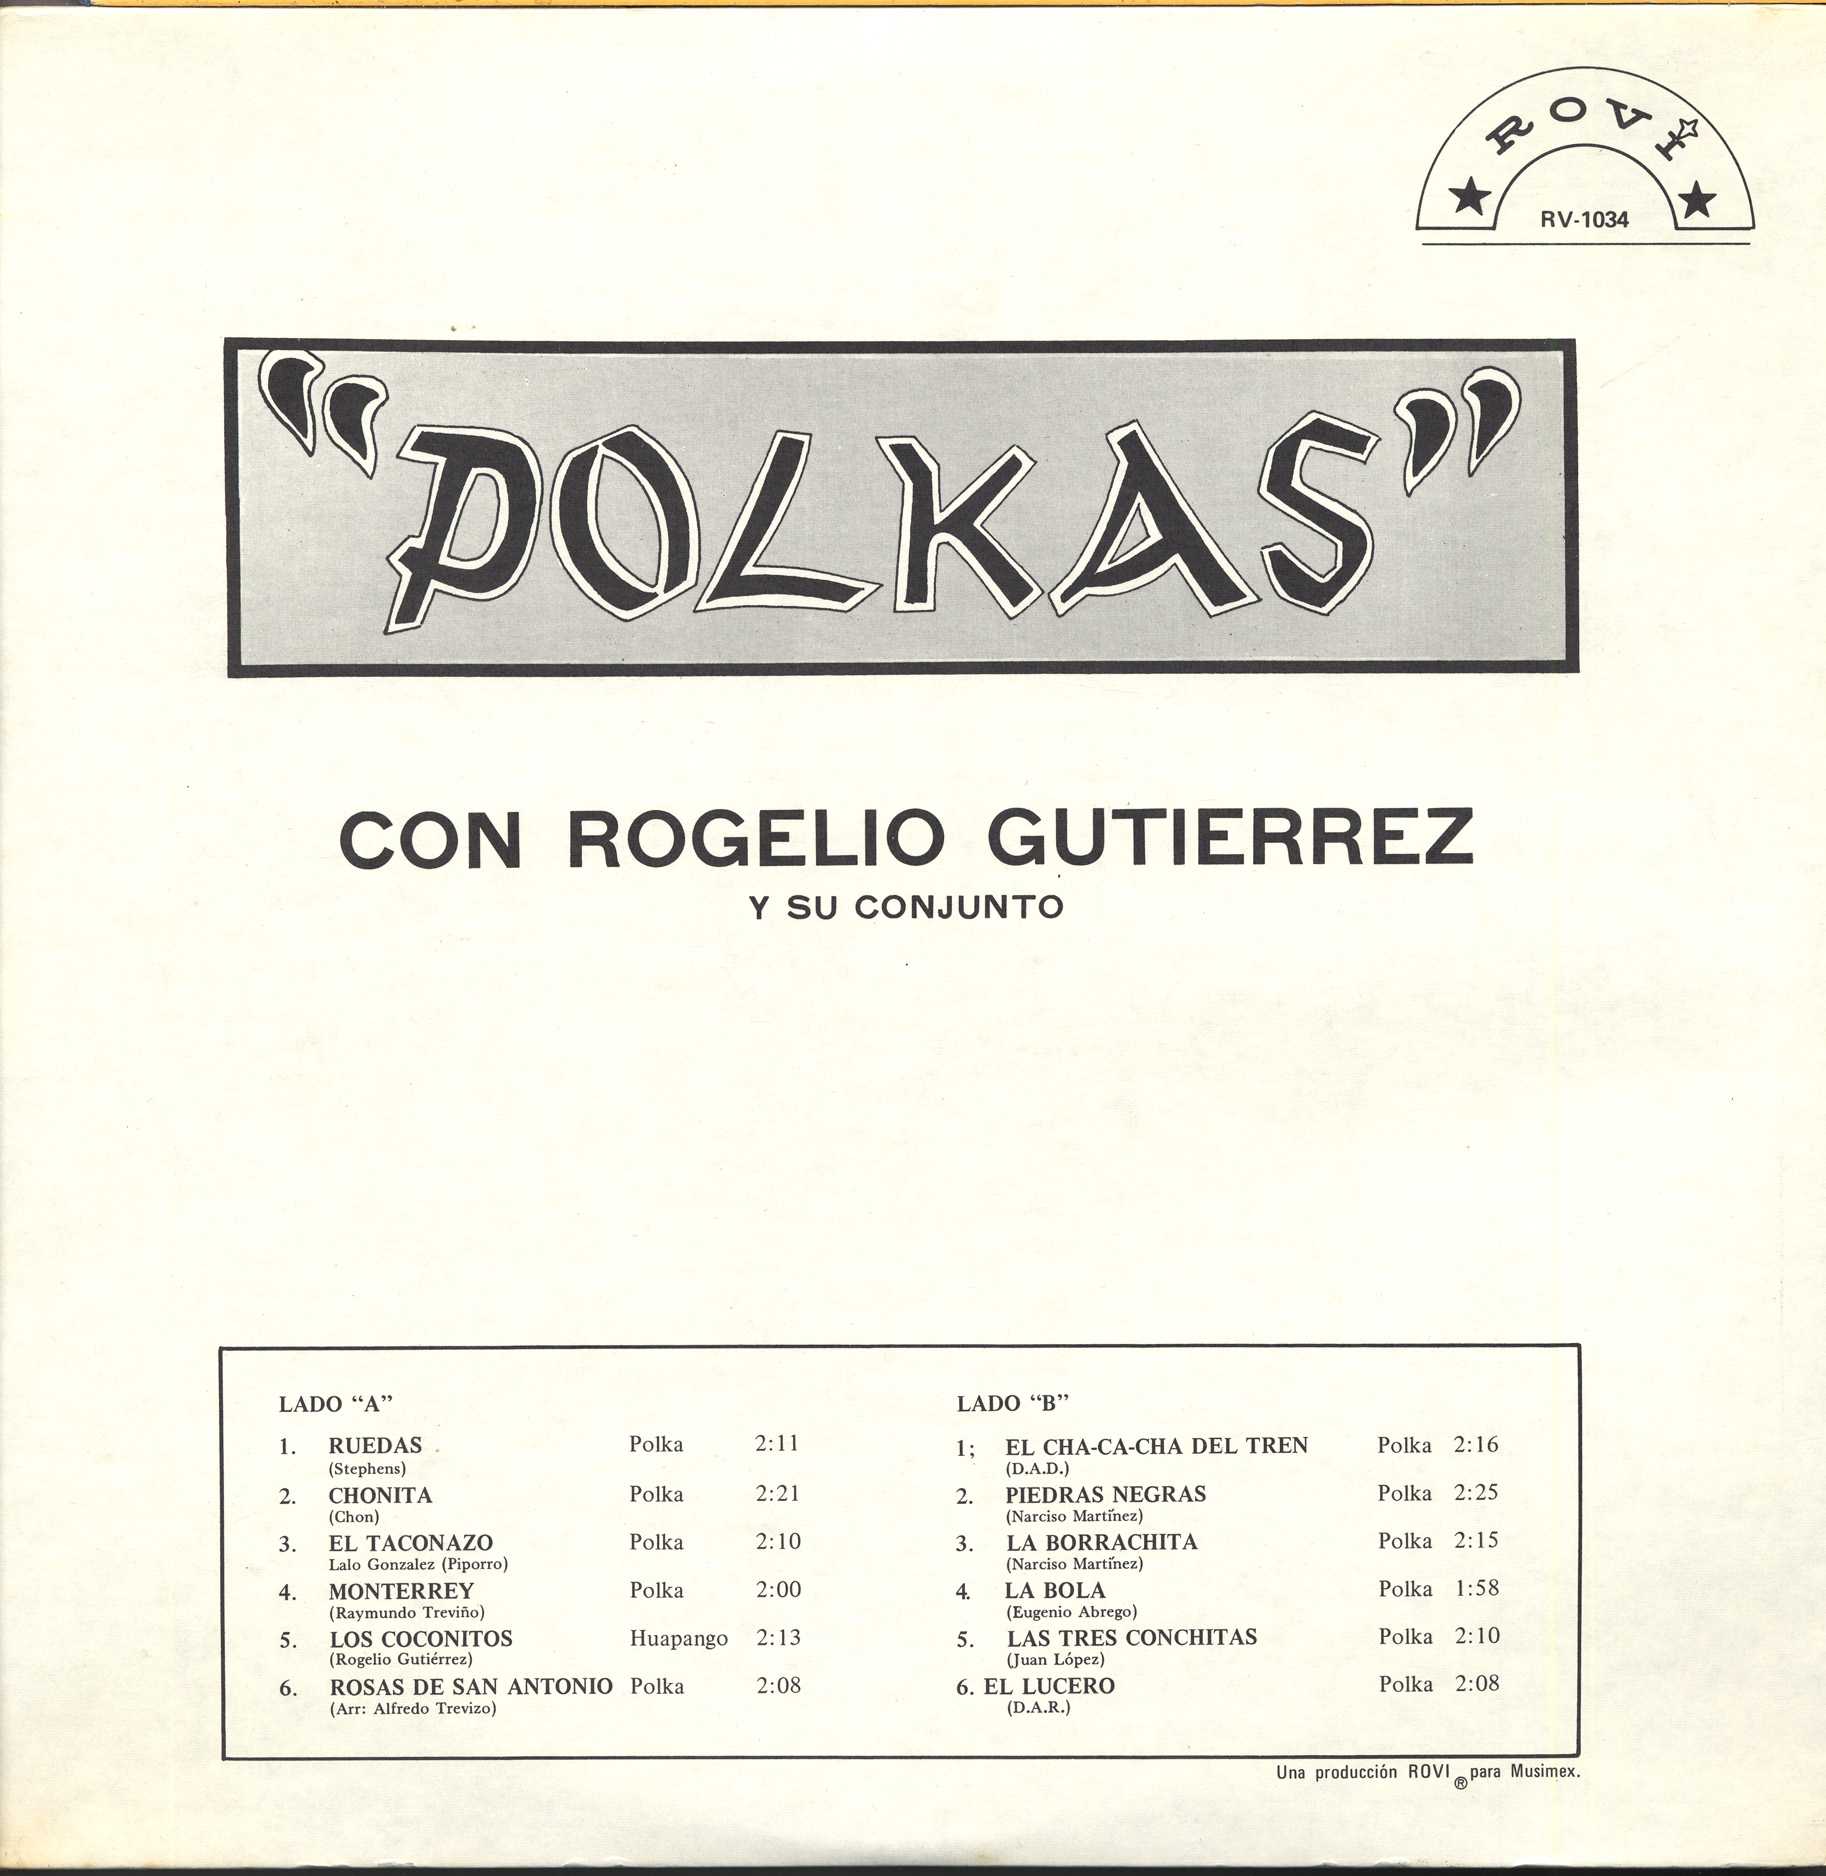 ROVI
RV-1034
“POLKAS”
CON ROGELIO GUTIERREZ
Y SU CONJUNTO
LADO “A”
1. RUEDAS Polka 2:11
(Stephens)
2. CHONITA Polka 2:21
(Chon)
3. EL TACONAZO Polka 2:10
Lalo Gonzalez (Piporro)
4. MONTERREY Polka 2:00
(Raymundo Treviño)
5. LOS COCONITOS Huapango 2:13
(Rogelio Gutiérrez)
6. ROSAS DE SAN ANTONIO Polka 2:08
(Arr: Alfredo Trevizo)
LADO “B”
1; EL CHA-CA-CHA DEL TREN Polka 2:16
(D.A.D.)
2. PIEDRAS NEGRAS Polka 2:25
(Narciso Martínez)
3. LA BORRACHITA Polka 2:15
(Narciso Martínez)
4. LA BOLA Polka 1:58
(Eugenio Abrego)
5. LAS TRES CONCHITAS Polka 2:10
(Juan López)
6. EL LUCERO Polka 2:08
(D.A.R.)
Una producción ROVI ® para Musimex.